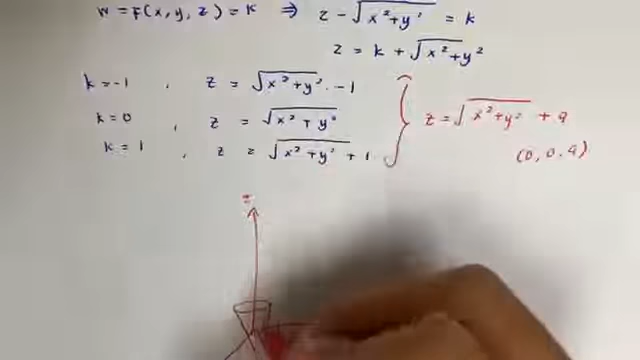 w = F(x, y, z) = k ⇒ z - √x²+y² = k
z = k + √x²+y²
k = -1 , z = √x²+y² - 1
k = 0 , z = √x²+y²
k = 1 , z = √x²+y² + 1
z = √x²+y² + a
(0, 0, a)
z